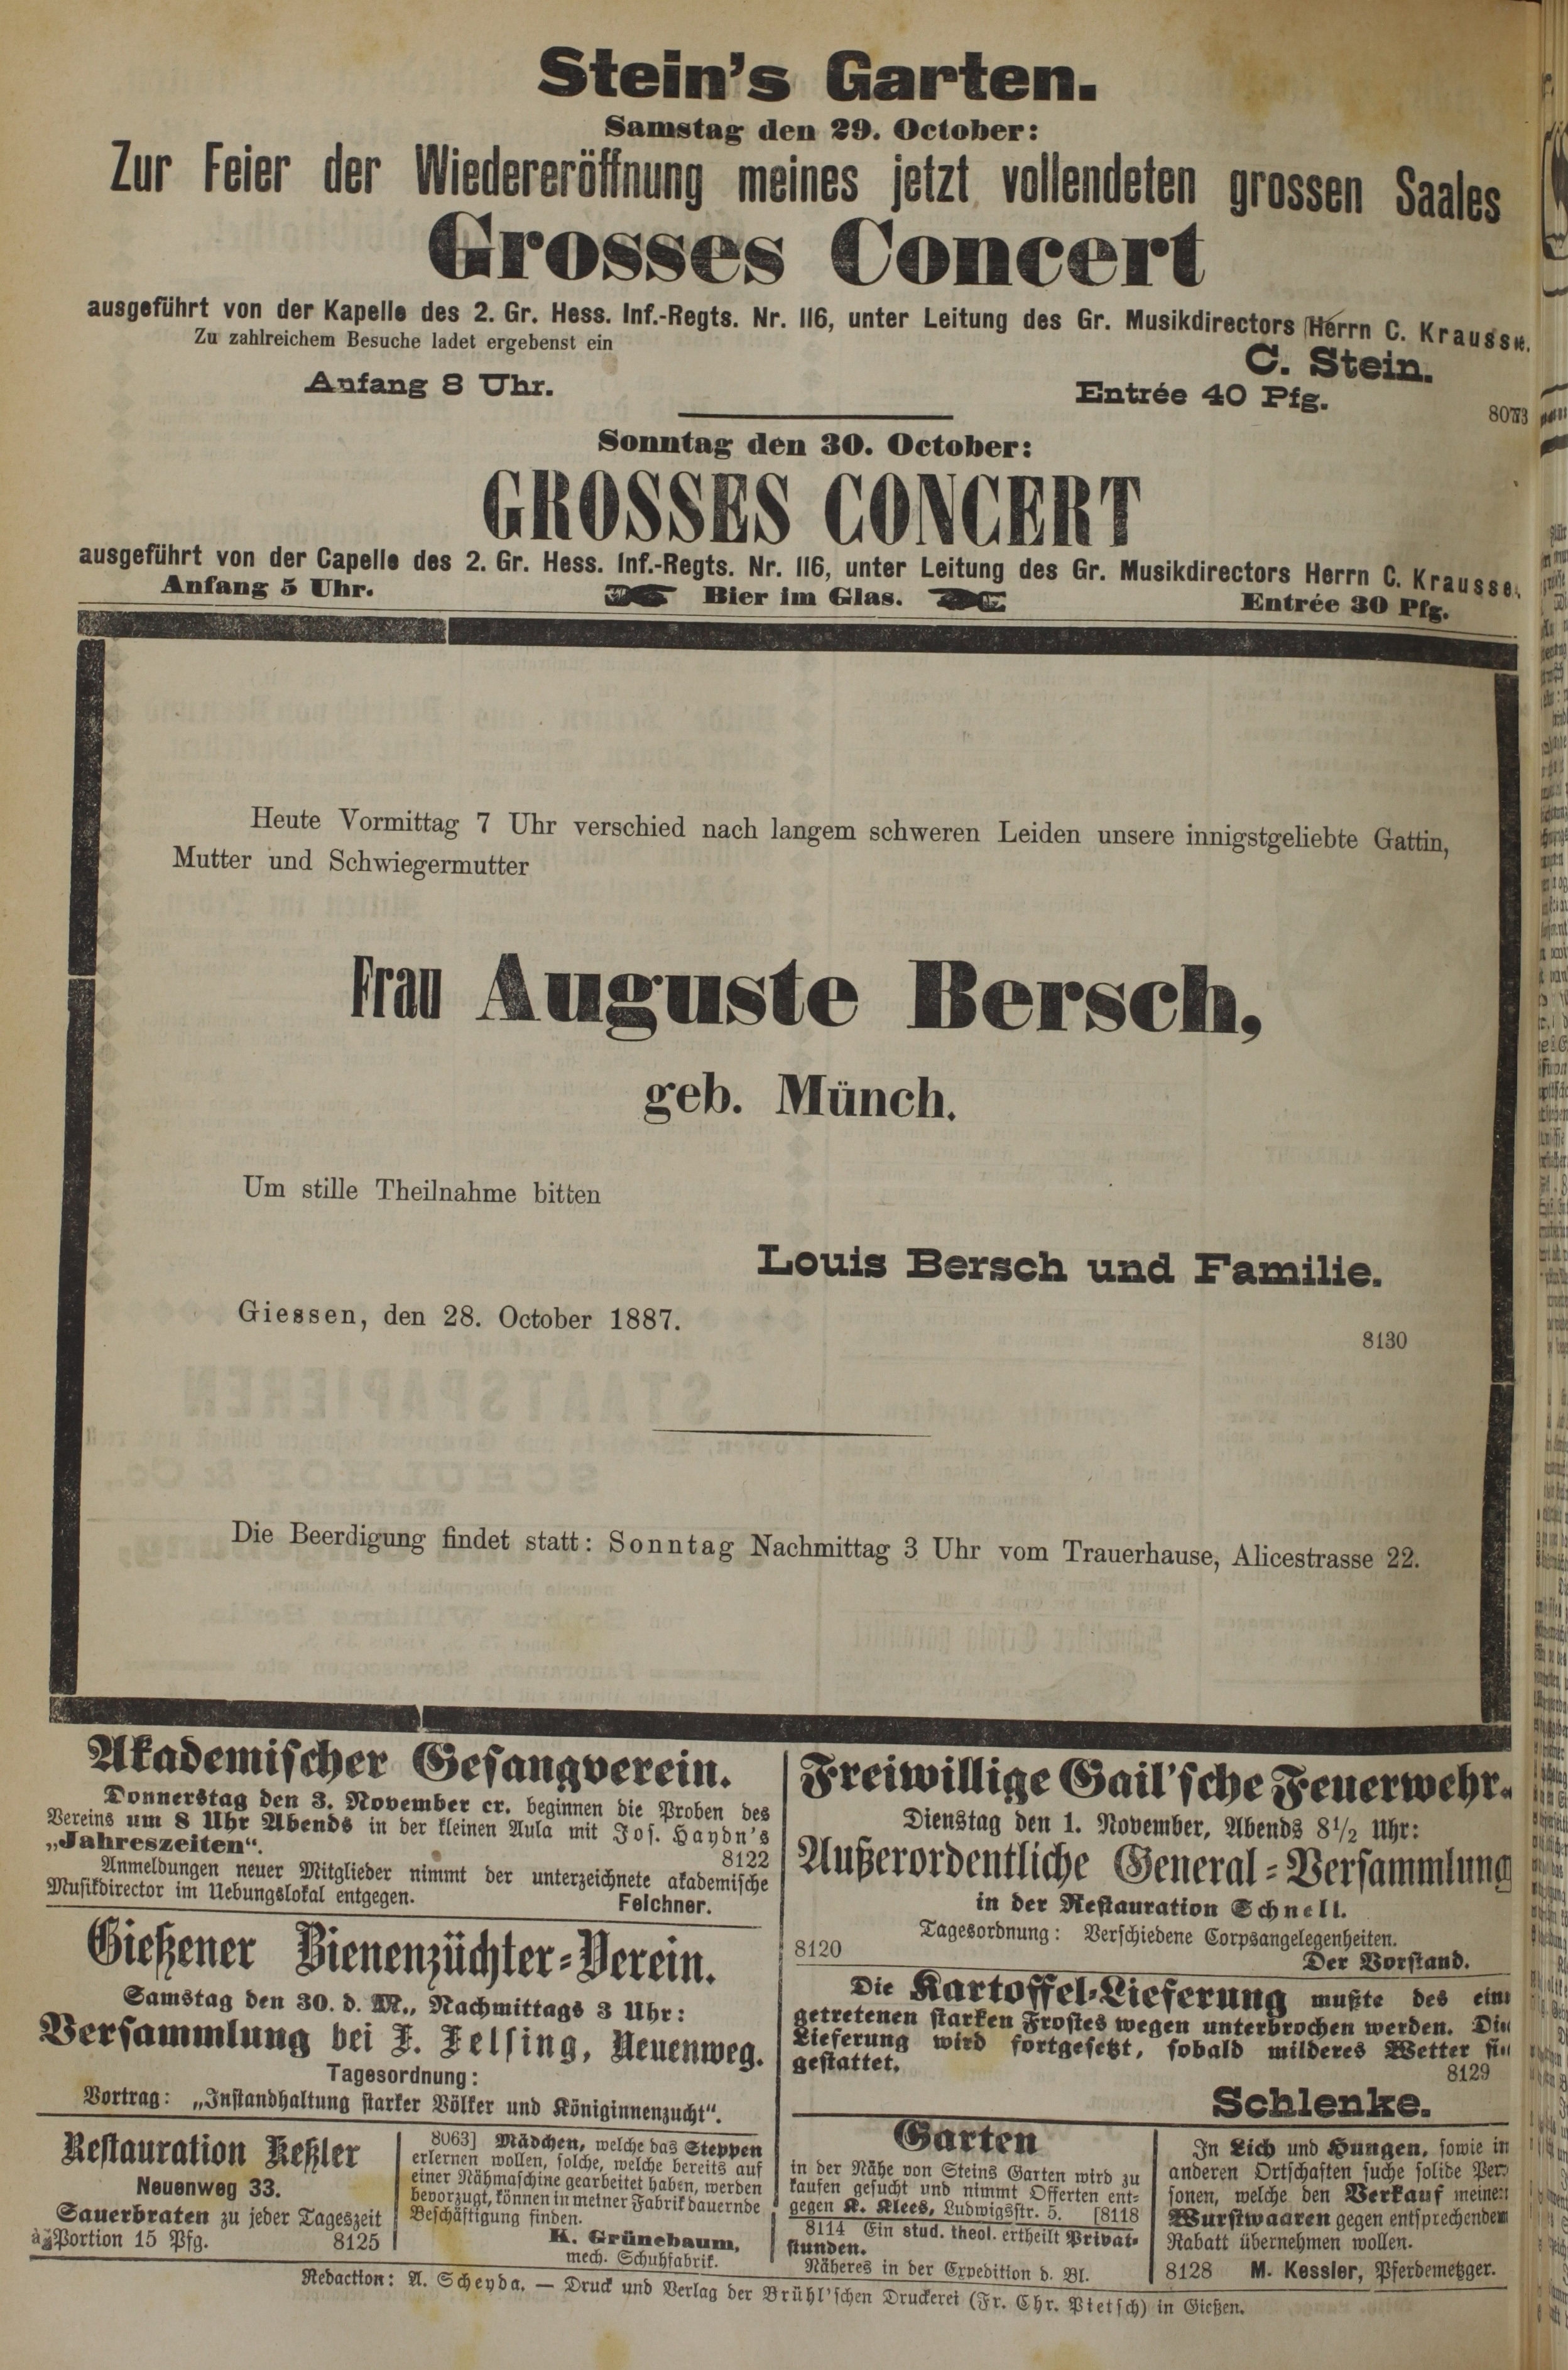 Stein's Garten.
Samstag den 29. October:
Zur Feier der Wiedereröffnung meines jetzt vollendeten grossen Saales
Grosses Concert
ausgeführt von der Kapelle des 2. Gr. Hess. Inf.-Regts. Nr. 116, unter Leitung des Gr. Musikdirectors Herrn C. Krausse.
Zu zahlreichem Besuche ladet ergebenst ein
C. Stein.
Anfang 8 Uhr.
Entrée 40 Pfg.
8073
Sonntag den 30. October:
GROSSES CONCERT
ausgeführt von der Capelle des 2. Gr. Hess. Inf.-Regts. Nr. 116, unter Leitung des Gr. Musikdirectors Herrn C. Krausse.
Anfang 5 Uhr. Bier im Glas. Entrée 30 Pfg.
Heute Vormittag 7 Uhr verschied nach langem schweren Leiden unsere innigstgeliebte Gattin,
Mutter und Schwiegermutter
Frau Auguste Bersch,
geb. Münch.
Um stille Theilnahme bitten
Louis Bersch und Familie.
Giessen, den 28. October 1887.
8130
Die Beerdigung findet statt: Sonntag Nachmittag 3 Uhr vom Trauerhause, Alicestrasse 22.
Akademischer Gesangverein.
Donnerstag den 3. November cr. beginnen die Proben des
Vereins um 8 Uhr Abends in der kleinen Aula mit Jos. Haydn's
„Jahreszeiten“.
8122
Anmeldungen neuer Mitglieder nimmt der unterzeichnete akademische
Musikdirector im Uebungslokal entgegen.
Felchner.
Gießener Bienenzüchter-Verein.
Samstag den 30. d. M., Nachmittags 3 Uhr:
Versammlung bei J. Felsing, Neuenweg.
Tagesordnung:
Vortrag: „Instandhaltung starker Völker und Königinnenzucht“.
Restauration Keßler
Neuenweg 33.
Sauerbraten zu jeder Tageszeit
à Portion 15 Pfg. 8125
8063] Mädchen, welche das Steppen
erlernen wollen, solche, welche bereits auf
einer Nähmaschine gearbeitet haben, werden
bevorzugt, können in meiner Fabrik dauernde
Beschäftigung finden.
K. Grünebaum,
mech. Schuhfabrik.
Freiwillige Gail'sche Feuerwehr.
Dienstag den 1. November, Abends 8½ Uhr:
Außerordentliche General-Versammlung
in der Restauration Schnell.
Tagesordnung: Verschiedene Corpsangelegenheiten.
8120 Der Vorstand.
Die Kartoffel-Lieferung mußte des ein
getretenen starken Frostes wegen unterbrochen werden. Die
Lieferung wird fortgesetzt, sobald milderes Wetter
gestattet.
8129
Schlenke.
Garten
in der Nähe von Steins Garten wird zu
kaufen gesucht und nimmt Offerten ent-
gegen K. Klees, Ludwigsstr. 5. [8118
8114 Ein stud. theol. ertheilt Privat-
stunden.
Näheres in der Expedition d. Bl.
In Lich und Hungen, sowie in
anderen Ortschaften suche solide Per-
sonen, welche den Verkauf meiner
Wurstwaaren gegen entsprechendem
Rabatt übernehmen wollen.
8128 M. Kessler, Pferdemetzger.
Redaction: A. Scheyda. — Druck und Verlag der Brühl'schen Druckerei (Fr. Chr. Pietsch) in Gießen.